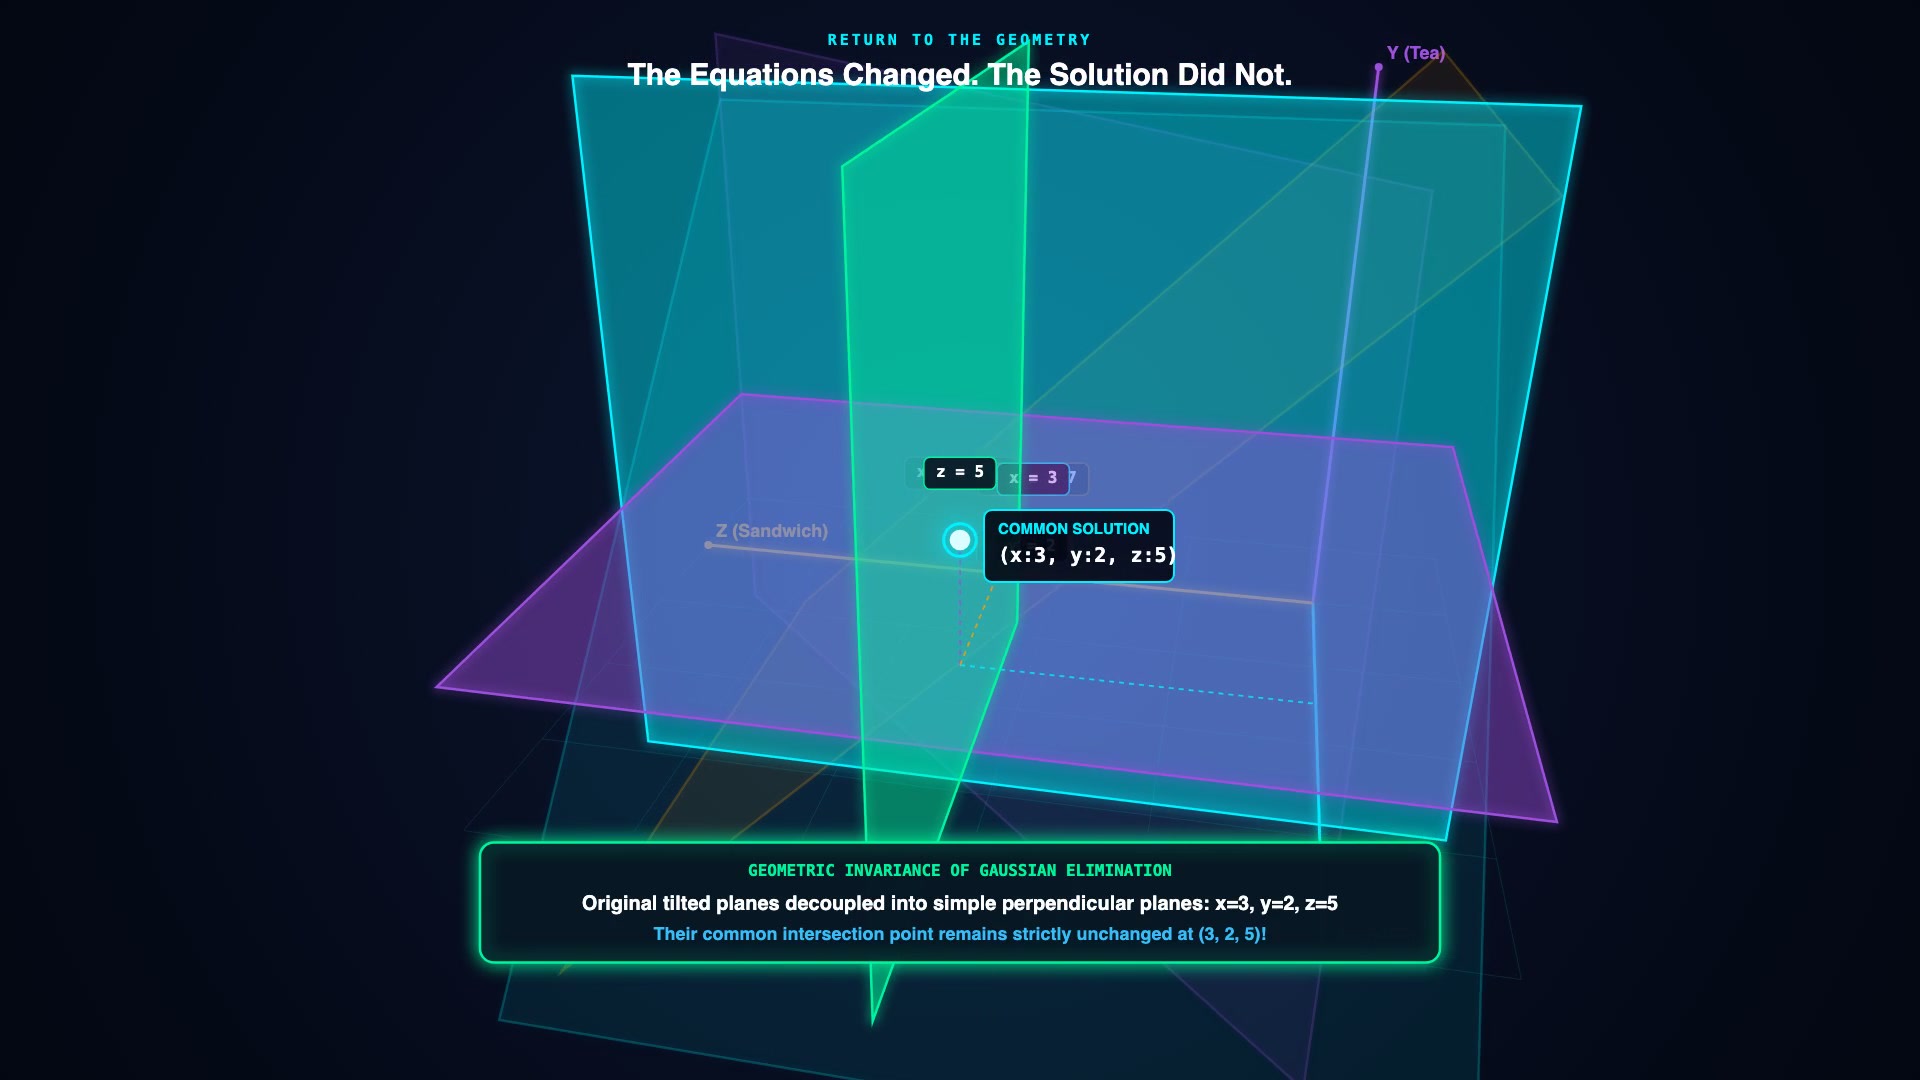 RETURN TO THE GEOMETRY
The Equations Changed. The Solution Did Not.
Y (Tea)
z = 5
x = 3
7
Z (Sandwich)
COMMON SOLUTION
(x:3, y:2, z:5)
GEOMETRIC INVARIANCE OF GAUSSIAN ELIMINATION
Original tilted planes decoupled into simple perpendicular planes: x=3, y=2, z=5
Their common intersection point remains strictly unchanged at (3, 2, 5)!